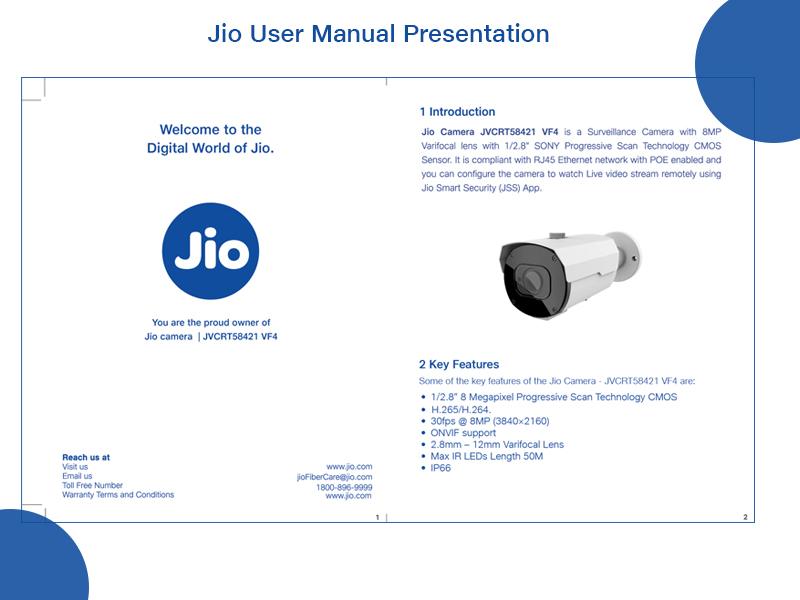 Jio User Manual Presentation
Welcome to the
Digital World of Jio.
Jio
You are the proud owner of
Jio camera | JVCRT58421 VF4
Reach us at
Visit us www.jio.com
Email us jioFiberCare@jio.com
Toll Free Number 1800-896-9999
Warranty Terms and Conditions www.jio.com
1
1 Introduction
Jio Camera JVCRT58421 VF4 is a Surveillance Camera with 8MP
Varifocal lens with 1/2.8" SONY Progressive Scan Technology CMOS
Sensor. It is compliant with RJ45 Ethernet network with POE enabled and
you can configure the camera to watch Live video stream remotely using
Jio Smart Security (JSS) App.
2 Key Features
Some of the key features of the Jio Camera - JVCRT58421 VF4 are:
• 1/2.8" 8 Megapixel Progressive Scan Technology CMOS
• H.265/H.264.
• 30fps @ 8MP (3840×2160)
• ONVIF support
• 2.8mm – 12mm Varifocal Lens
• Max IR LEDs Length 50M
• IP66
2